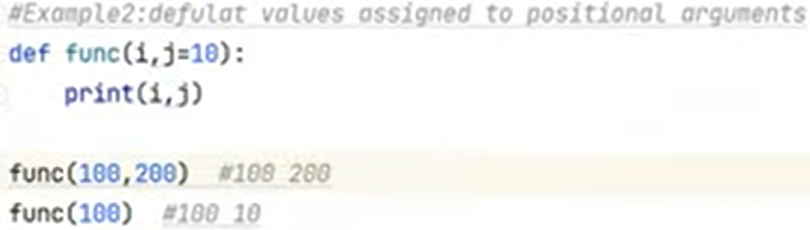 #Example2:defulat values assigned to positional arguments
def func(i,j=10):
    print(i,j)
func(100,200)  #100 200
func(100)  #100 10